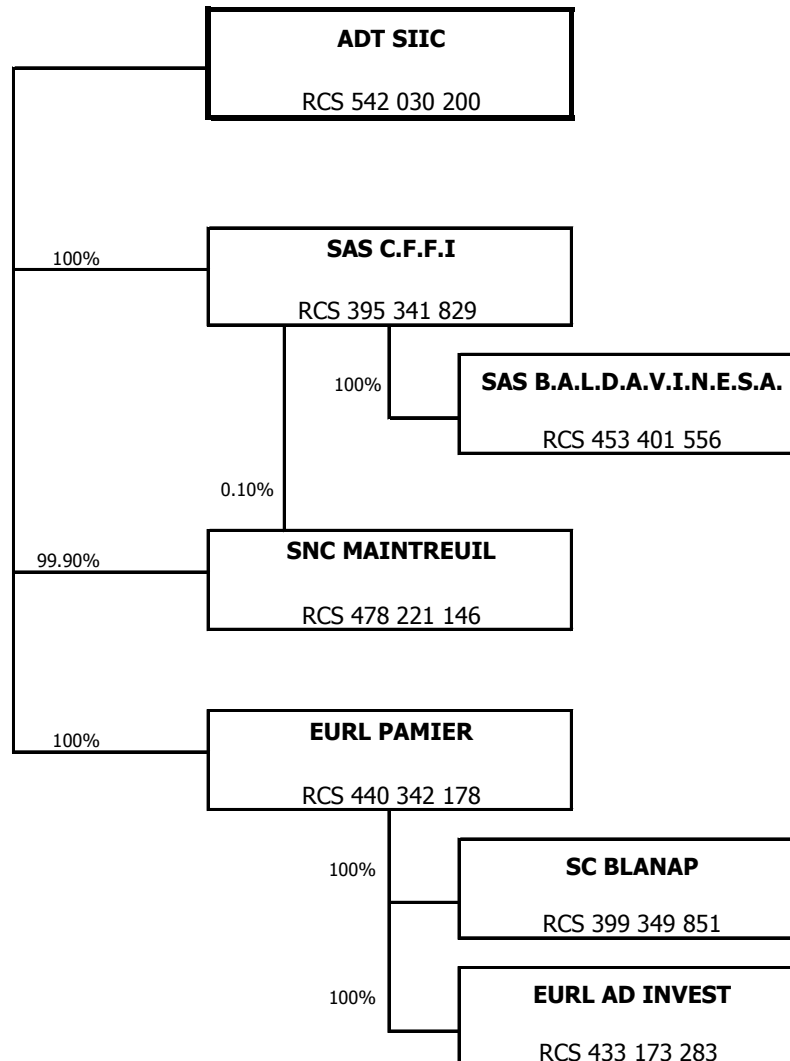 ADT SIIC
RCS 542 030 200
SAS C.F.F.I
100%
RCS 395 341 829
100%
SAS B.A.L.D.A.V.I.N.E.S.A.
RCS 453 401 556
0.10%
SNC MAINTREUIL
99.90%
RCS 478 221 146
EURL PAMIER
100%
RCS 440 342 178
100%
SC BLANAP
RCS 399 349 851
100%
EURL AD INVEST
RCS 433 173 283